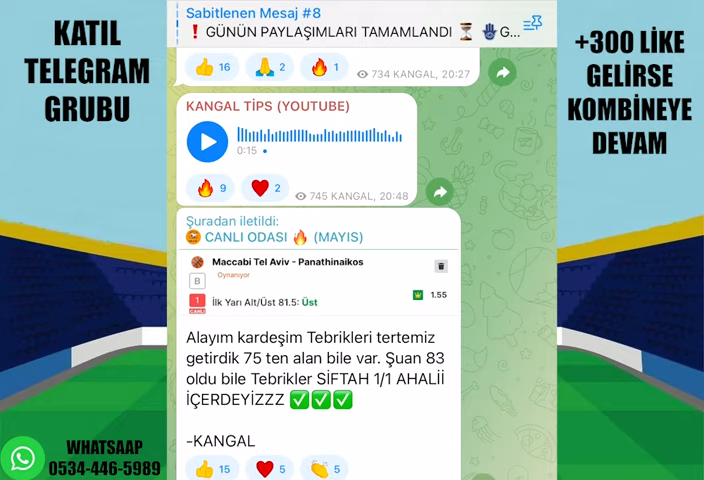 KATIL
TELEGRAM
GRUBU
Sabitlenen Mesaj #8
❗ GÜNÜN PAYLAŞIMLARI TAMAMLANDI ⏳ 🪬G...
+300 LİKE
GELİRSE
KOMBİNEYE
DEVAM
👍 16 🙏 2 🔥 1
734 KANGAL, 20:27
KANGAL TİPS (YOUTUBE)
0:15
🔥 9 ❤️ 2
745 KANGAL, 20:48
Şuradan iletildi:
CANLI ODASI 🔥 (MAYIS)
Maccabi Tel Aviv - Panathinaikos
Oynanıyor
B
1
CANLI
İlk Yarı Alt/Üst 81.5: Üst
1.55
Alayım kardeşim Tebrikleri tertemiz
getirdik 75 ten alan bile var. Şuan 83
oldu bile Tebrikler SİFTAH 1/1 AHALİİ
İÇERDEYİZZZ ✅✅✅
-KANGAL
👍 15 ❤️ 5 👏 5
WHATSAAP
0534-446-5989